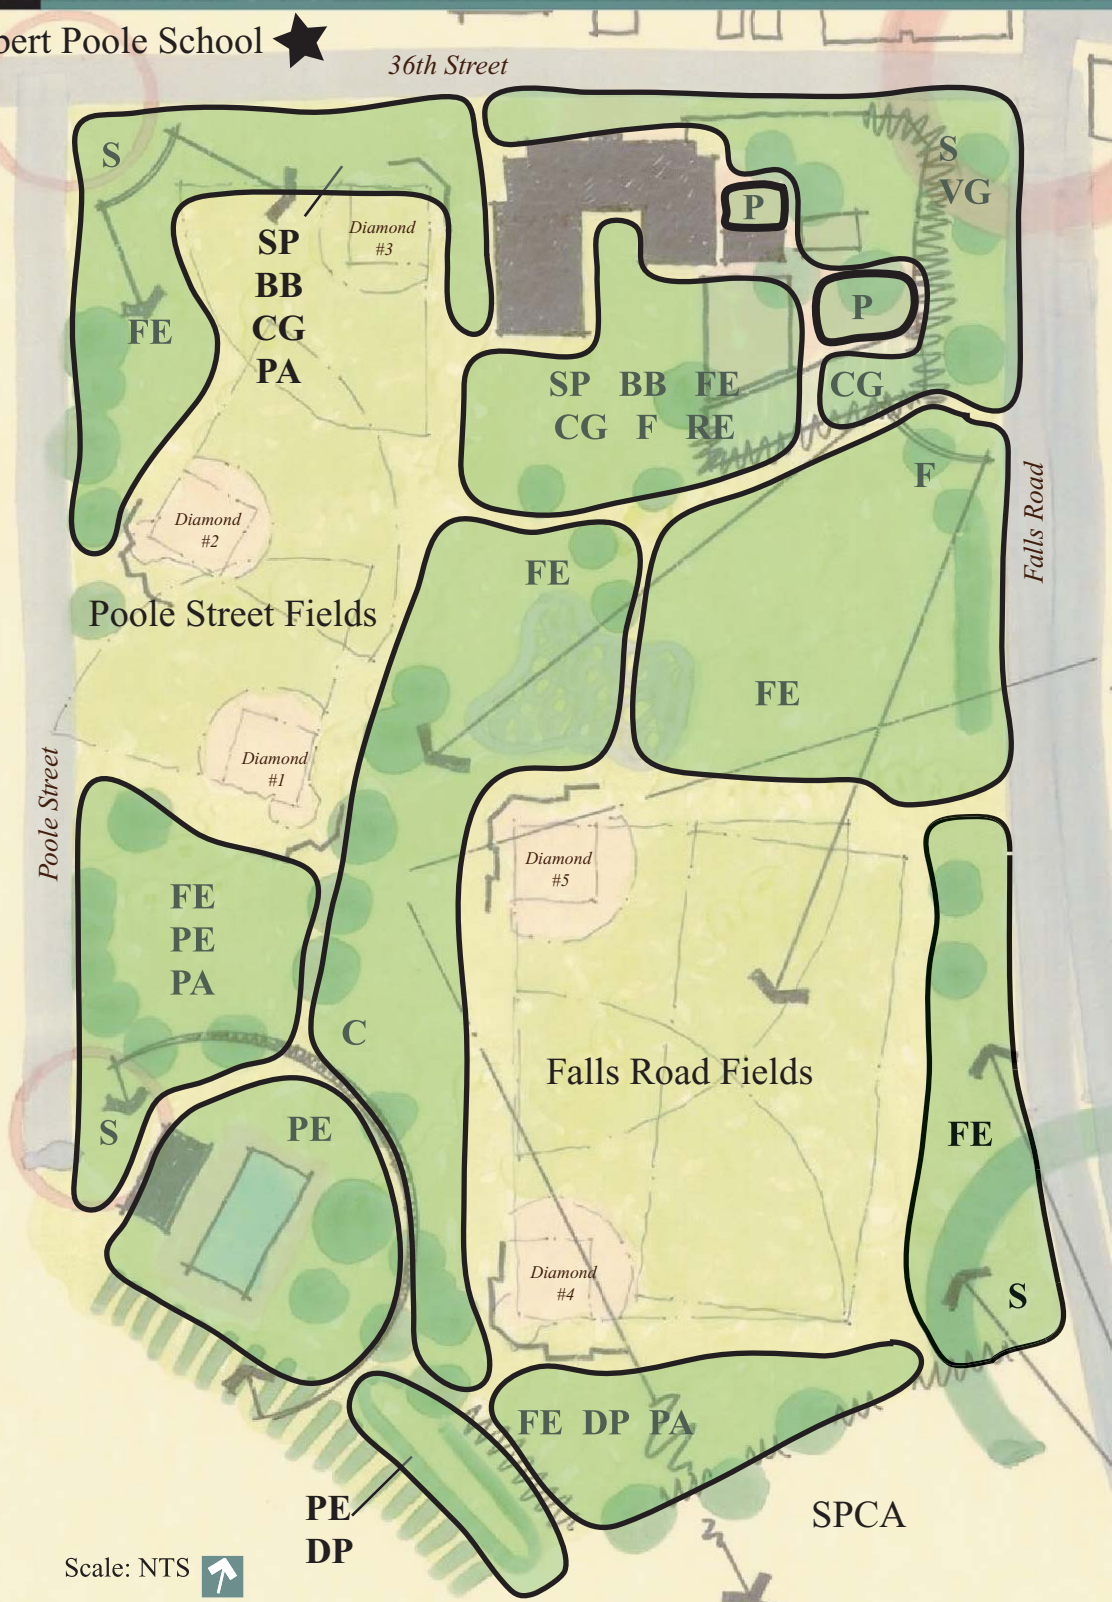 bert Poole School
36th Street
S
S
VG
P
Diamond
#3
SP
BB
CG
PA
FE
P
SP BB FE
CG F RE
CG
F
Diamond
#2
Falls Road
FE
Poole Street Fields
FE
Diamond
#1
Poole Street
Diamond
#5
FE
PE
PA
C
Falls Road Fields
S
PE
FE
Diamond
#4
S
FE DP PA
PE
DP
SPCA
Scale: NTS